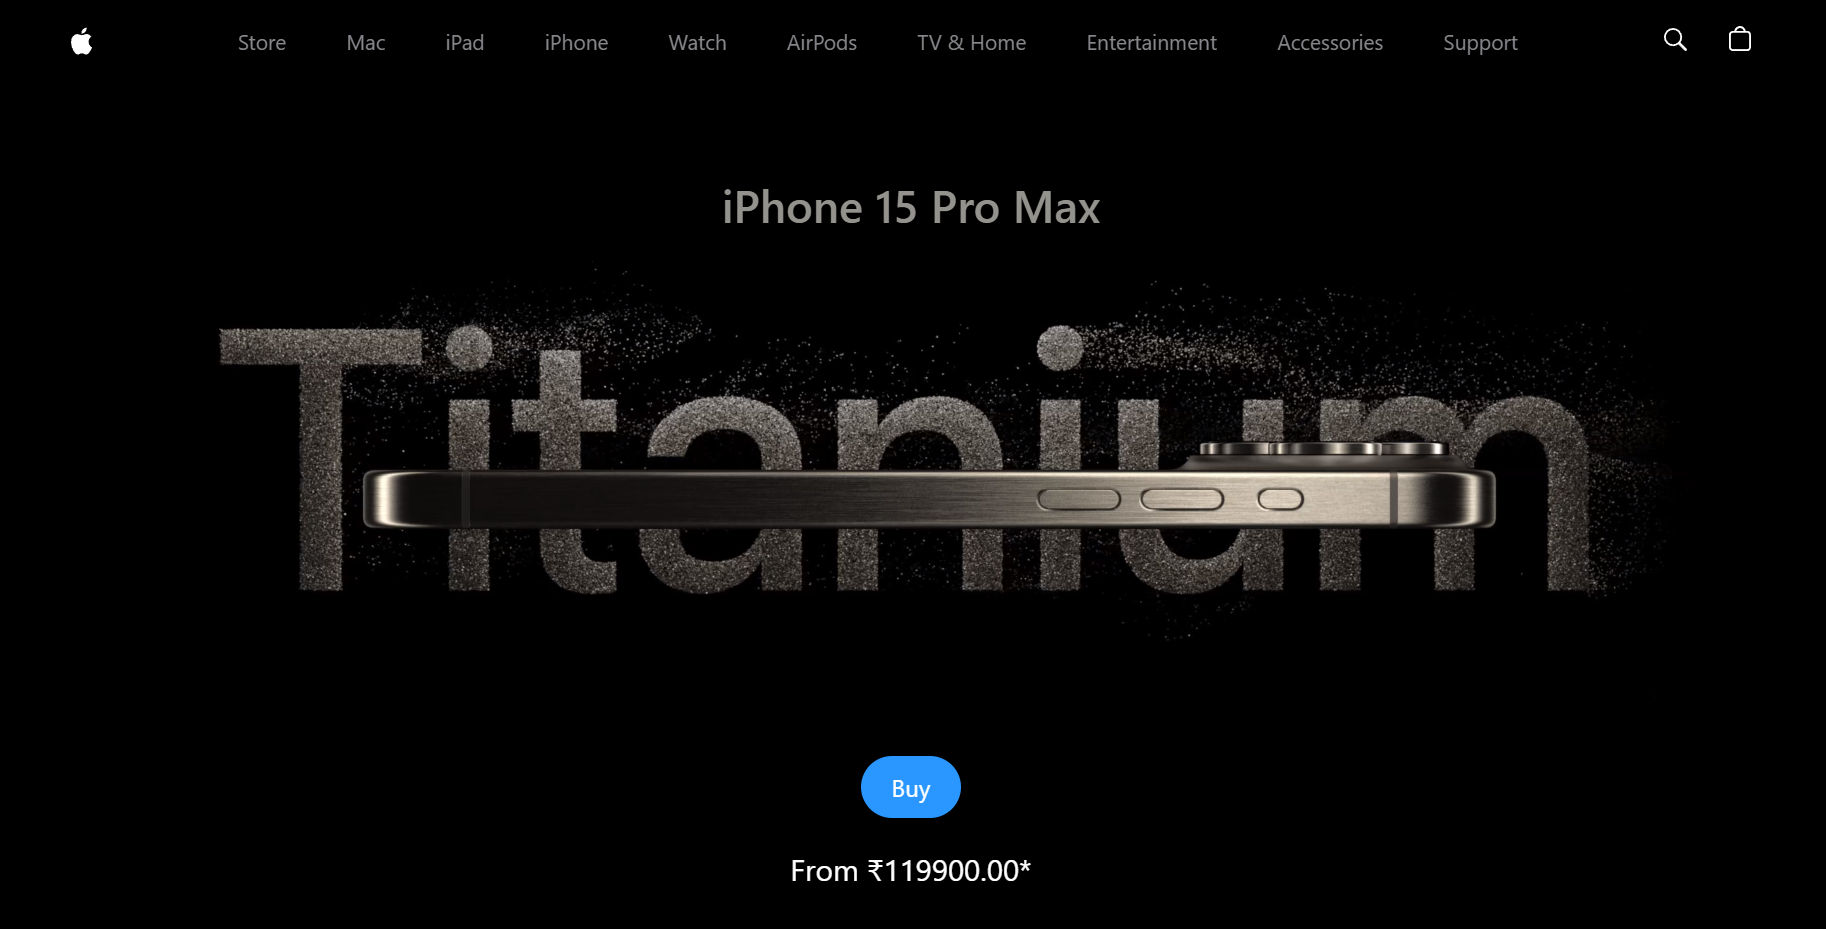 Store Mac iPad iPhone Watch AirPods TV & Home Entertainment Accessories Support
iPhone 15 Pro Max
Titanium
Buy
From ₹119900.00*